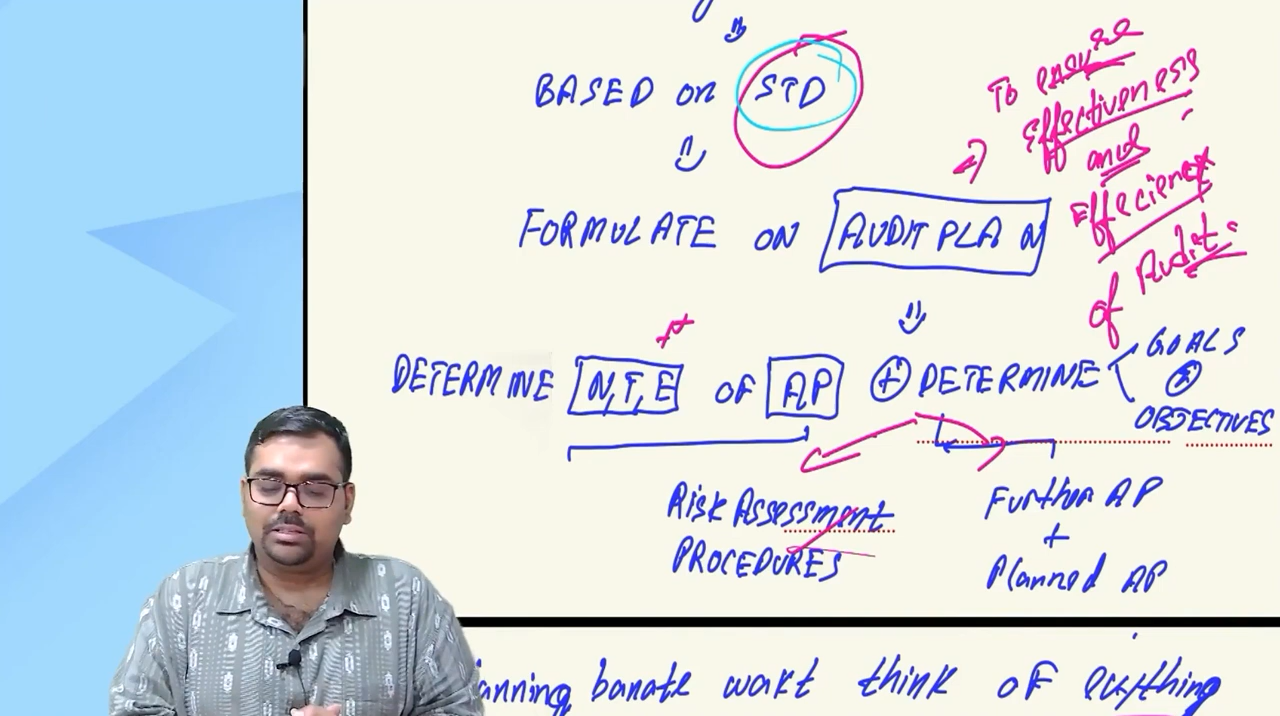 BASED on STD
FORMULATE ON AUDIT PLAN
To ensure
Effectiveness
and
Effeciency
of Audit
DETERMINE N,T,E OF AP + DETERMINE
GOALS
OBJECTIVES
Risk Assessment
PROCEDURES
Further AP
+
Planned AP
anning banate wakt think of everything